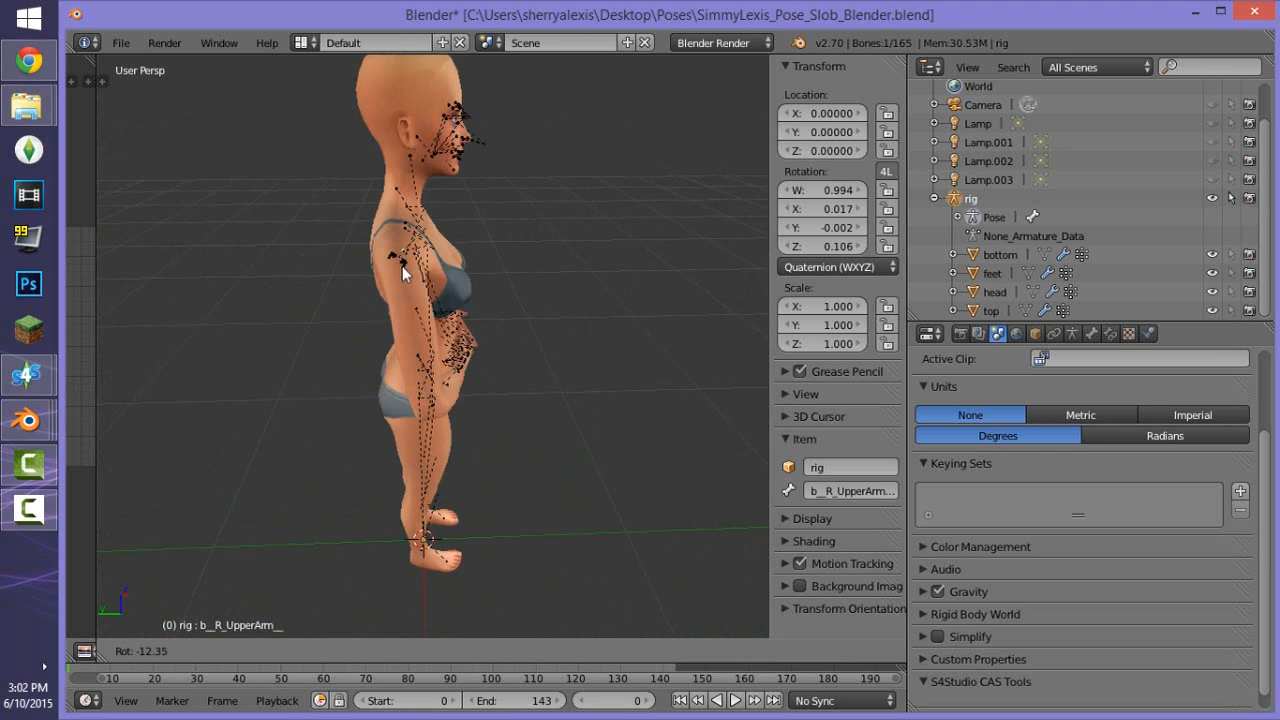 Blender* [C:\Users\sherryalexis\Desktop\Poses\SimmyLexis_Pose_Slob_Blender.blend]
File Render Window Help Default Scene Blender Render v2.70 | Bones:1/165 | Mem:30.53M | rig
User Persp
Transform
Location:
X: 0.00000
Y: 0.00000
Z: 0.00000
Rotation: 4L
W: 0.994
X: 0.017
Y: -0.002
Z: 0.106
Quaternion (WXYZ)
Scale:
X: 1.000
Y: 1.000
Z: 1.000
Grease Pencil
View
3D Cursor
Item
rig
b__R_UpperArm...
Display
Shading
Motion Tracking
Background Imag
Transform Orientation
View Search All Scenes
World
Camera
Lamp
Lamp.001
Lamp.002
Lamp.003
rig
Pose
None_Armature_Data
bottom
feet
head
top
Active Clip:
Units
None Metric Imperial
Degrees Radians
Keying Sets
Color Management
Audio
Gravity
Rigid Body World
Simplify
Custom Properties
S4Studio CAS Tools
(0) rig : b__R_UpperArm__
Rot: -12.35
10 20 30 40 50 60 70 80 90 100 110 120 130 140 150 160 170 180 190
View Marker Frame Playback Start: 0 End: 143 0 No Sync
99
Ps
S4S
3:02 PM
6/10/2015